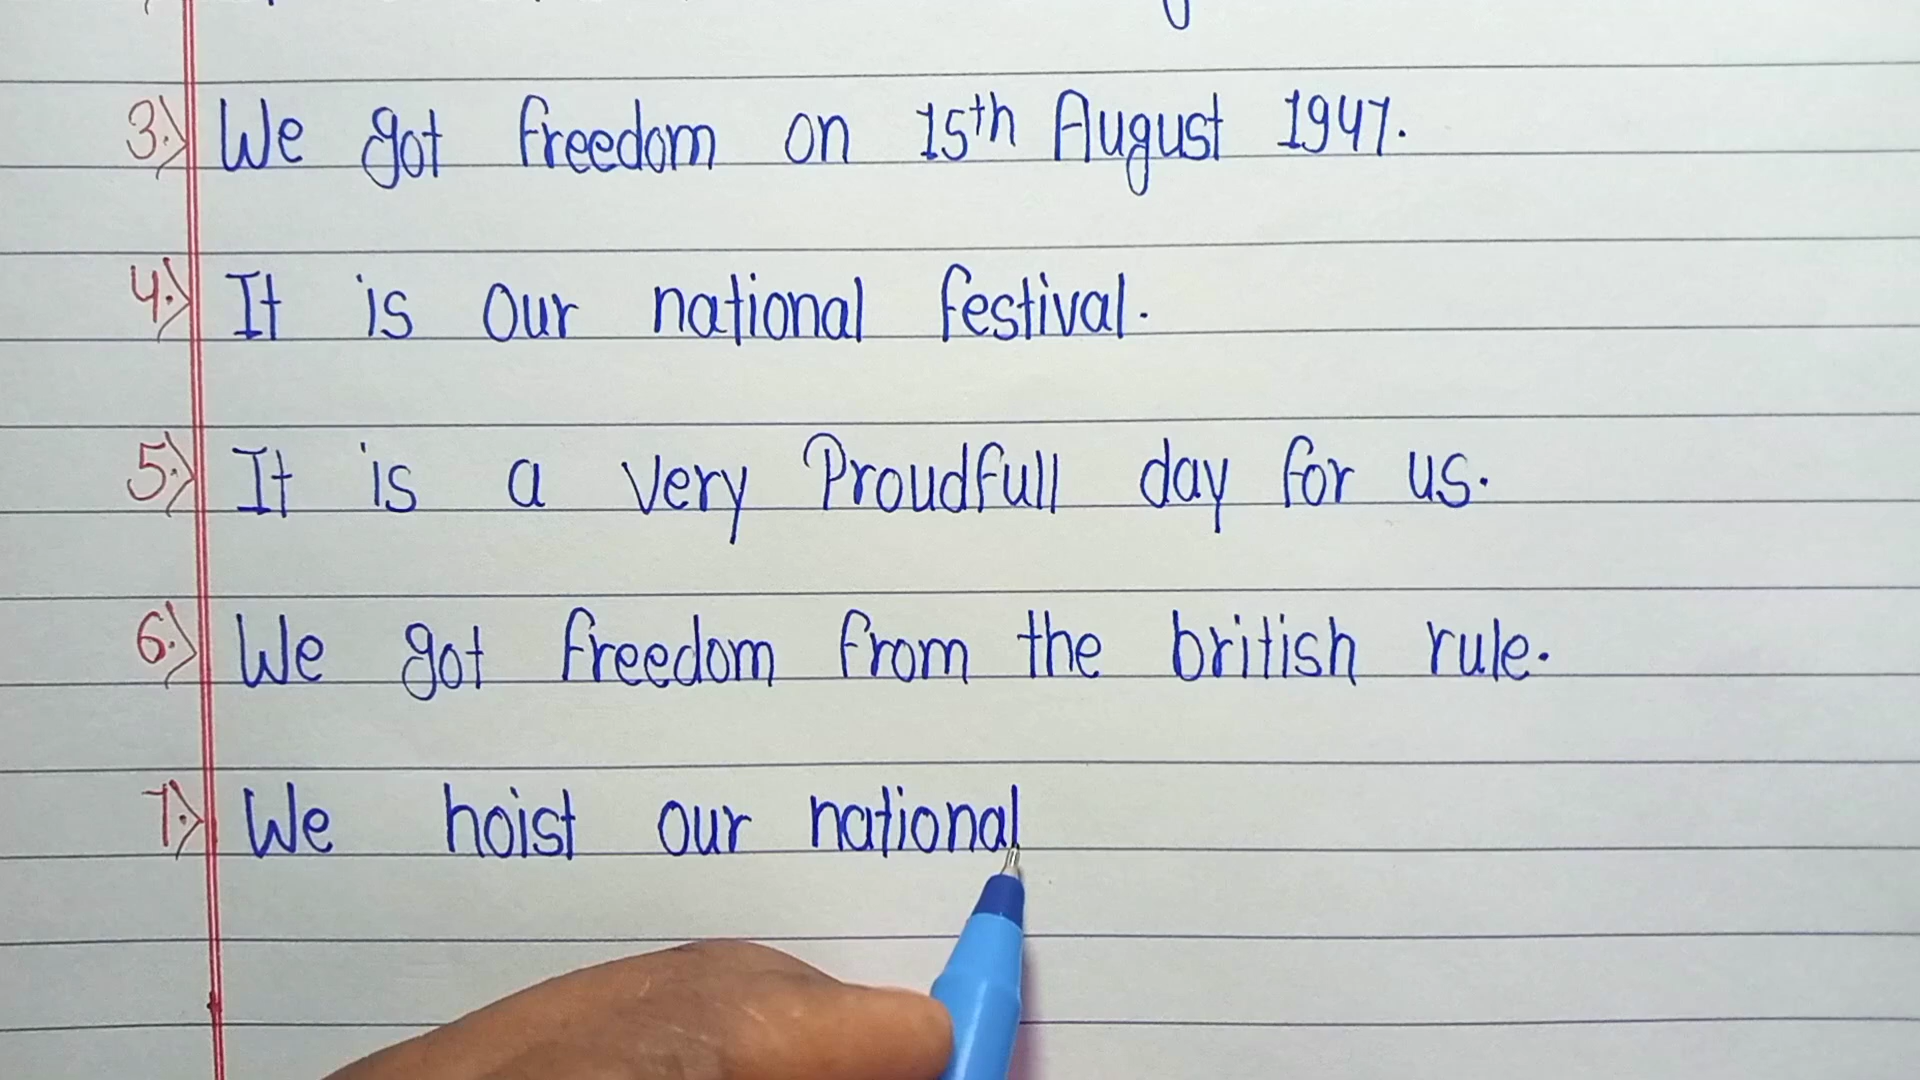 3.) We got freedom on 15th August 1947.
4.) It is our national festival.
5.) It is a very Proudfull day for us.
6.) We got freedom from the british rule.
7.) We hoist our national